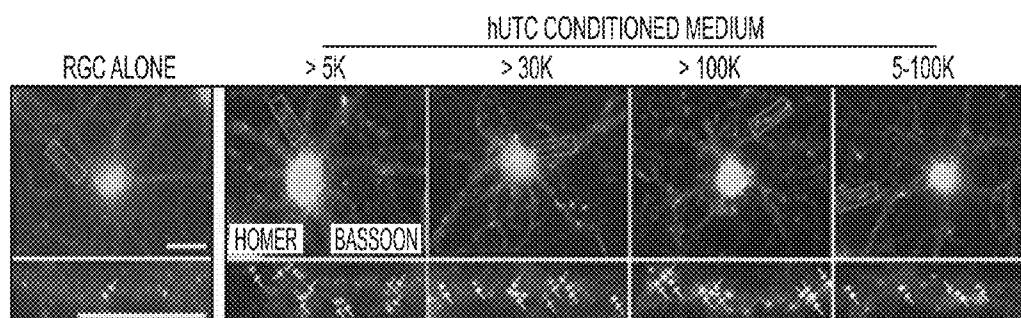 hUTC CONDITIONED MEDIUM
RGC ALONE > 5K > 30K > 100K 5-100K
HOMER BASSOON